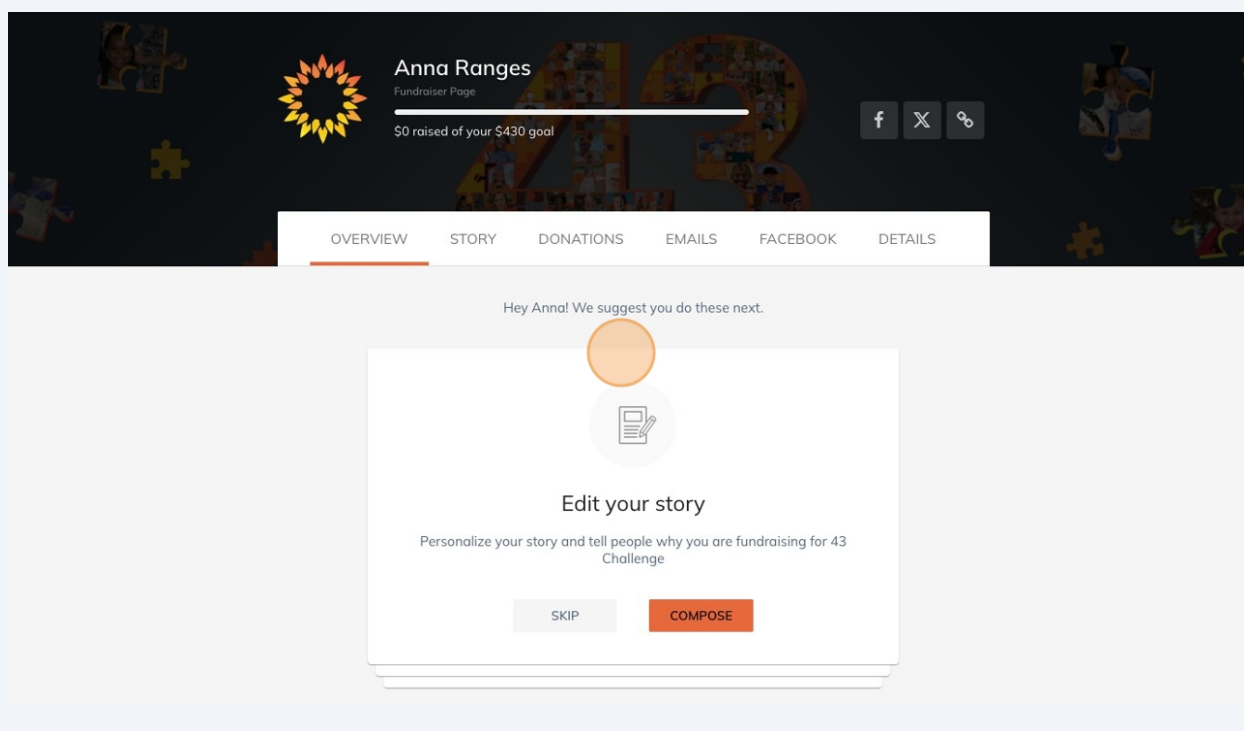 Anna Ranges
Fundraiser Page
$0 raised of your $430 goal
OVERVIEW STORY DONATIONS EMAILS FACEBOOK DETAILS
Hey Anna! We suggest you do these next.
Edit your story
Personalize your story and tell people why you are fundraising for 43
Challenge
SKIP COMPOSE
43